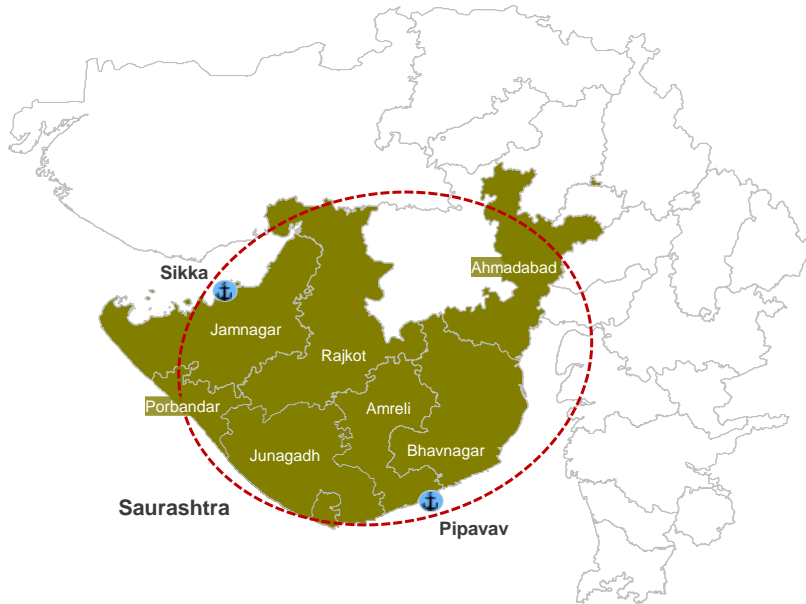 Sikka
Ahmadabad
Jamnagar
Rajkot
Porbandar
Amreli
Junagadh
Bhavnagar
Saurashtra
Pipavav